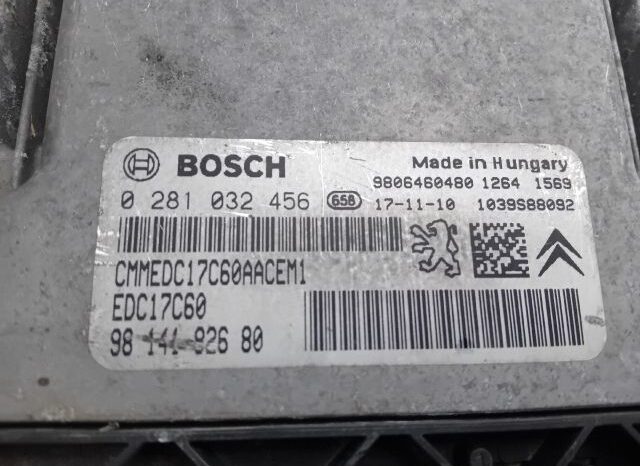 BOSCH Made in Hungary
9806460480 1264 1569
0 281 032 456 658 17-11-10 1039S88092
CMMEDC17C60AACEM1
EDC17C60
98 141 826 80